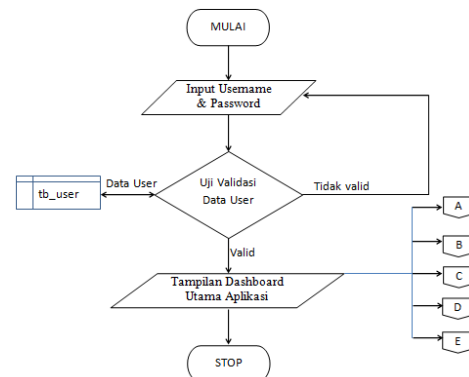 MULAI
Input Username
& Password
Uji Validasi
Data User
Data User
tb_user
Tidak valid
Valid
Tampilan Dashboard
Utama Aplikasi
A
B
C
D
E
STOP